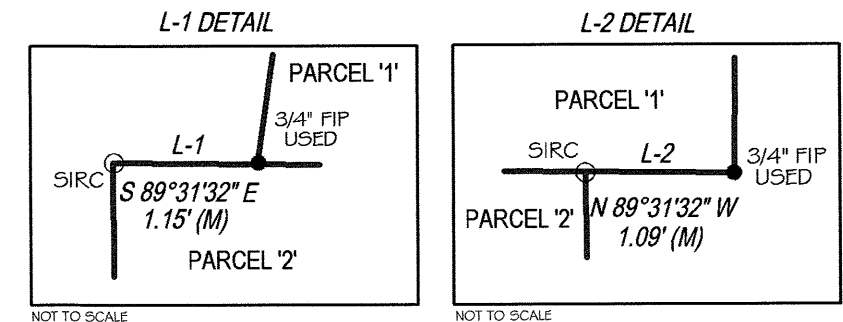 L-1 DETAIL
PARCEL '1'
3/4" FIP
USED
L-1
SIRC
S 89°31'32" E
1.15' (M)
PARCEL '2'
NOT TO SCALE
L-2 DETAIL
PARCEL '1'
SIRC
L-2
3/4" FIP
USED
PARCEL '2'
N 89°31'32" W
1.09' (M)
NOT TO SCALE